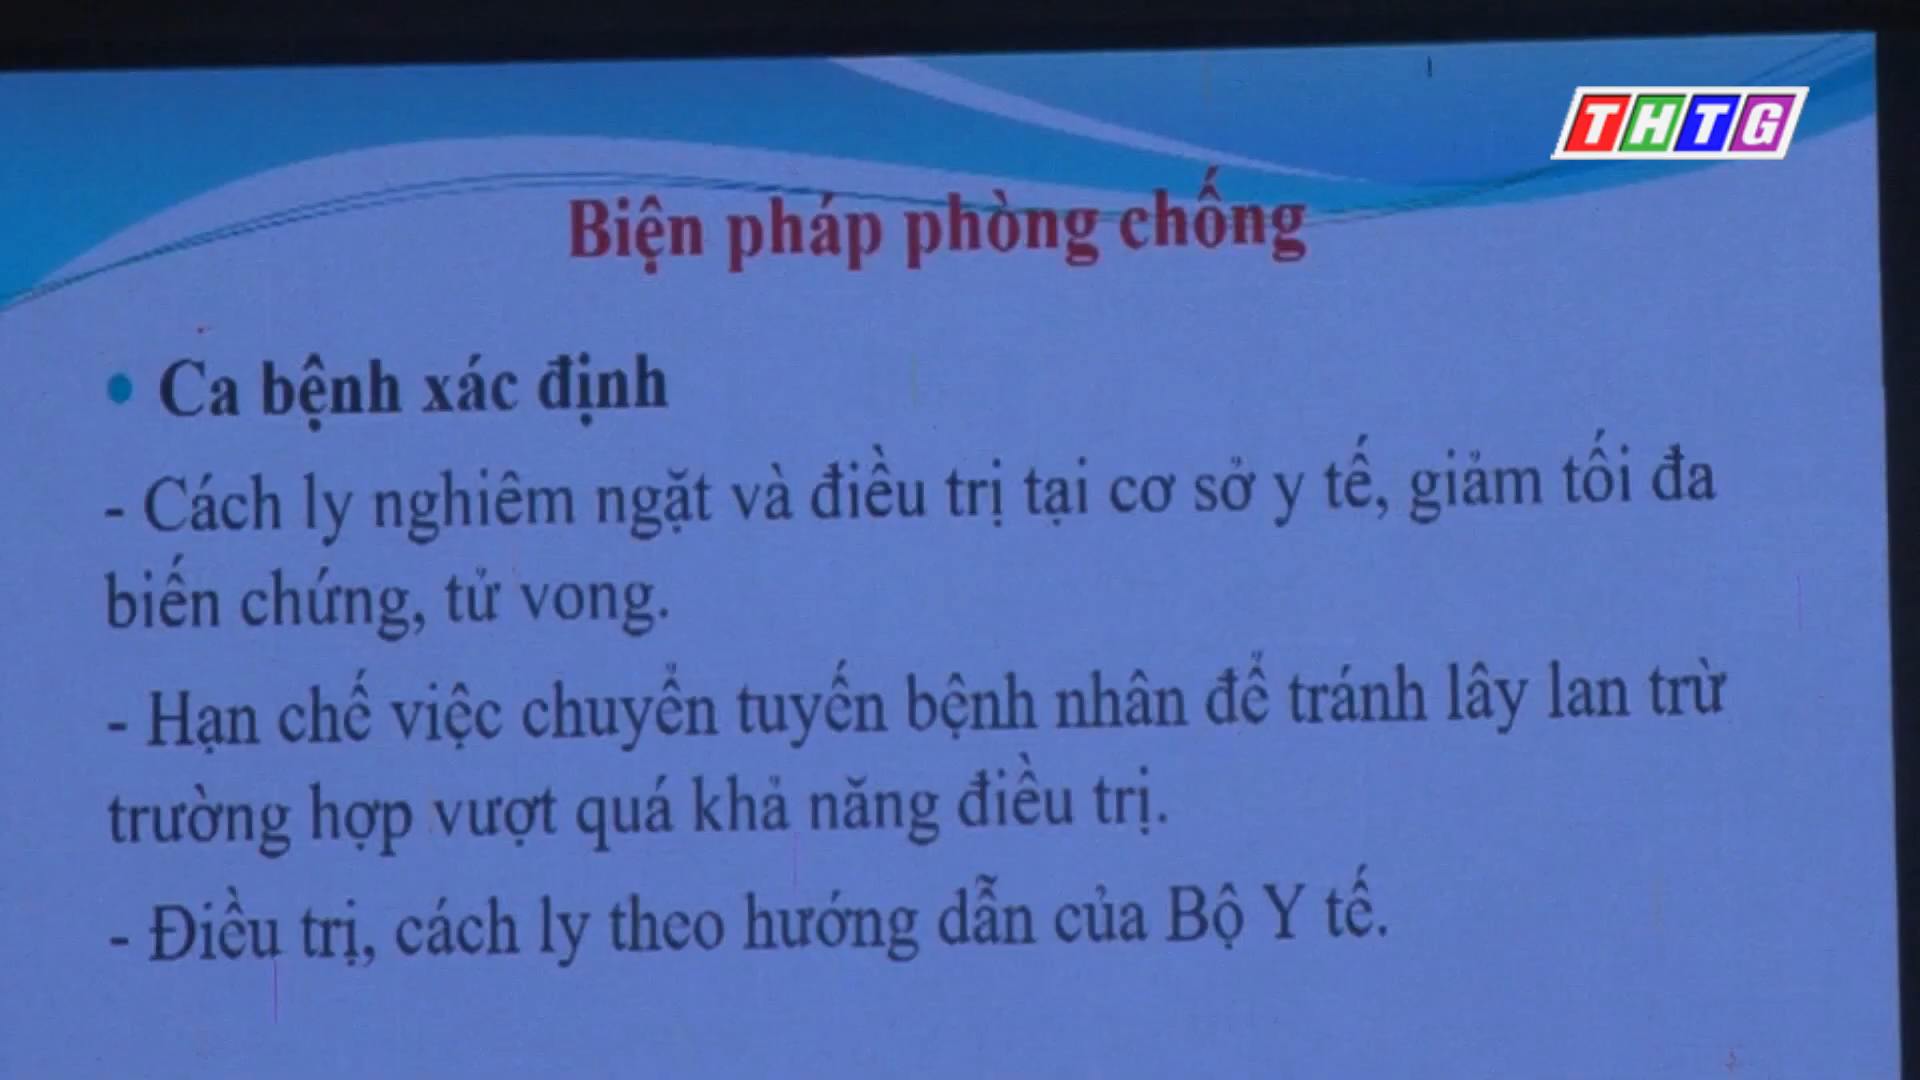 THTG
Biện pháp phòng chống
• Ca bệnh xác định
- Cách ly nghiêm ngặt và điều trị tại cơ sở y tế, giảm tối đa
biến chứng, tử vong.
- Hạn chế việc chuyển tuyến bệnh nhân để tránh lây lan trừ
trường hợp vượt quá khả năng điều trị.
- Điều trị, cách ly theo hướng dẫn của Bộ Y tế.